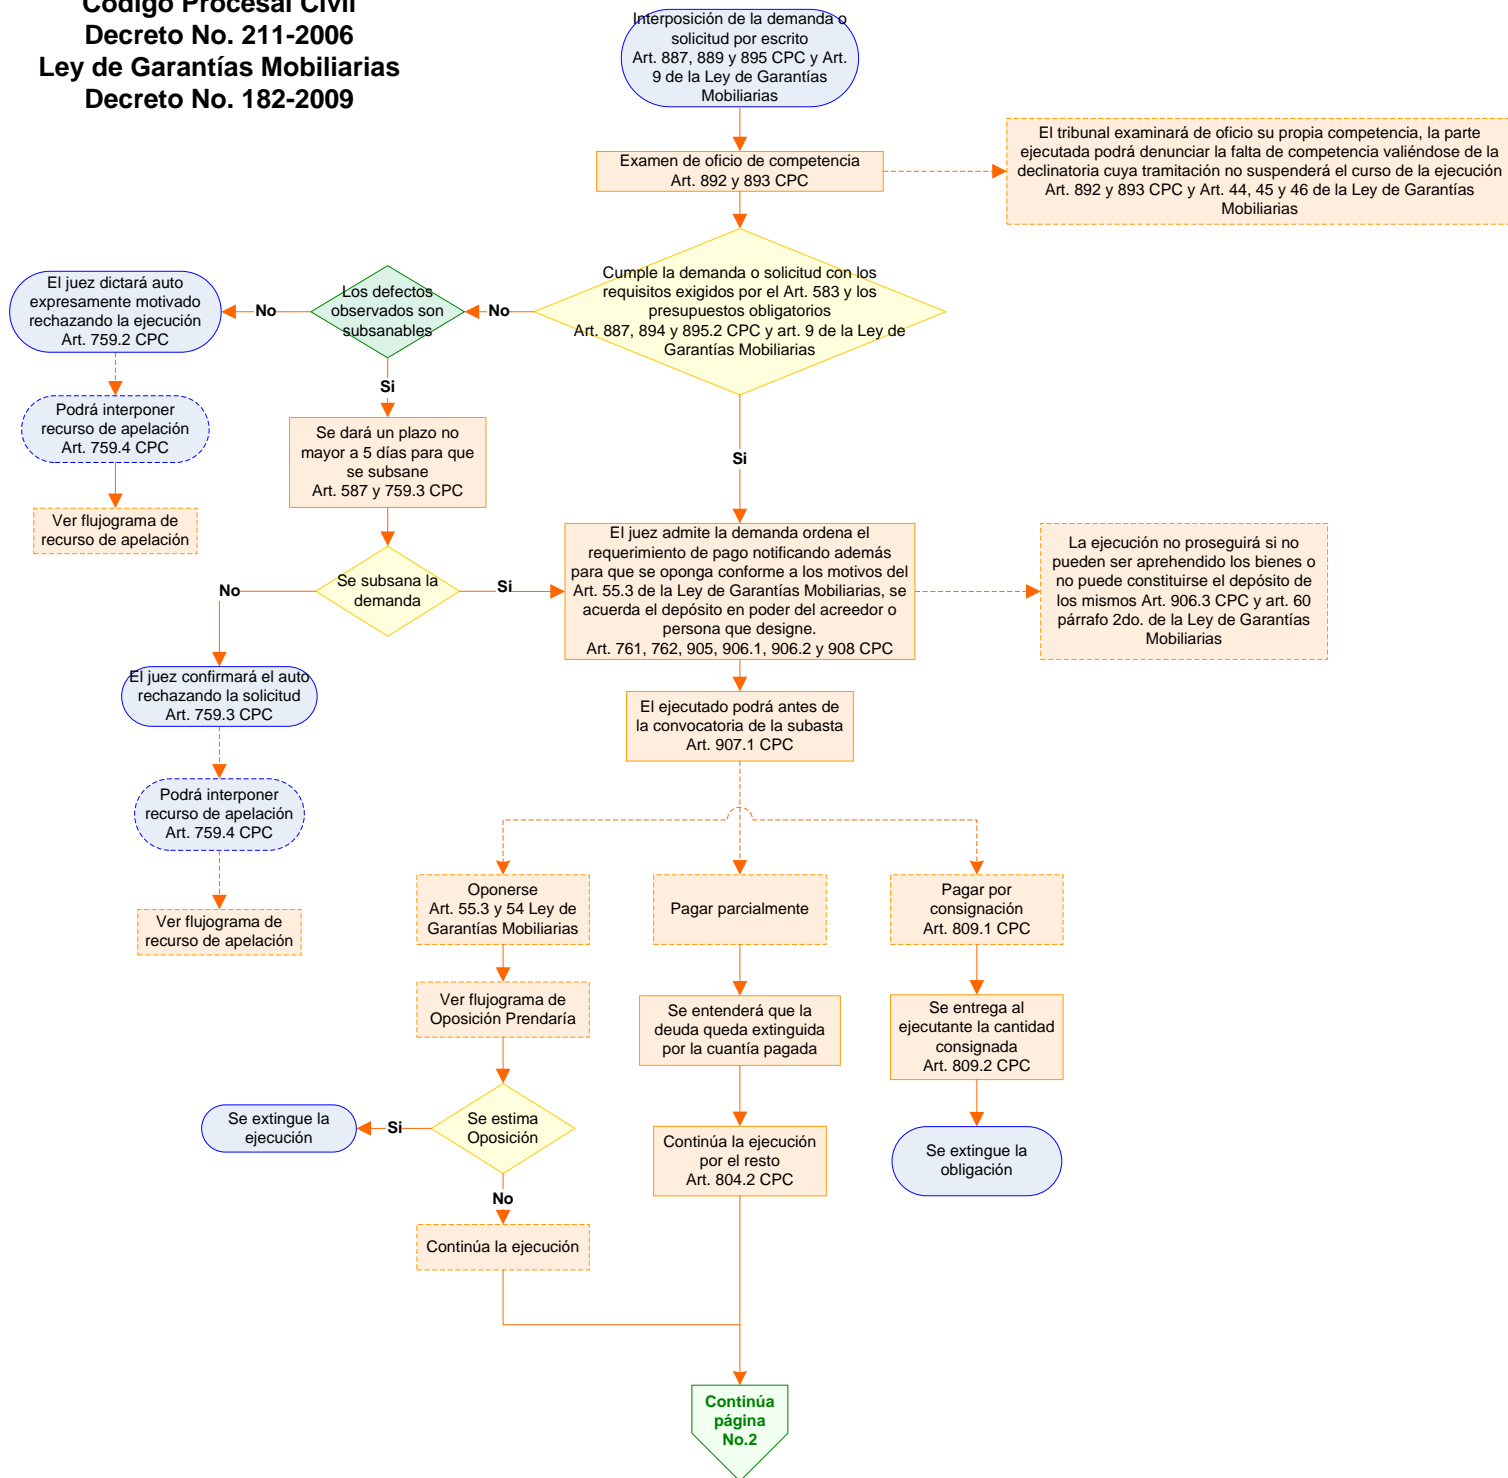 Código Procesal Civil
Decreto No. 211-2006
Ley de Garantías Mobiliarias
Decreto No. 182-2009
Interposición de la demanda o
solicitud por escrito
Art. 887, 889 y 895 CPC y Art.
9 de la Ley de Garantías
Mobiliarias
Examen de oficio de competencia
Art. 892 y 893 CPC
El tribunal examinará de oficio su propia competencia, la parte
ejecutada podrá denunciar la falta de competencia valiéndose de la
declinatoria cuya tramitación no suspenderá el curso de la ejecución
Art. 892 y 893 CPC y Art. 44, 45 y 46 de la Ley de Garantías
Mobiliarias
Cumple la demanda o solicitud con los
requisitos exigidos por el Art. 583 y los
presupuestos obligatorios
Art. 887, 894 y 895.2 CPC y art. 9 de la Ley de
Garantías Mobiliarias
No
Los defectos
observados son
subsanables
No
El juez dictará auto
expresamente motivado
rechazando la ejecución
Art. 759.2 CPC
Podrá interponer
recurso de apelación
Art. 759.4 CPC
Ver flujograma de
recurso de apelación
Si
Se dará un plazo no
mayor a 5 días para que
se subsane
Art. 587 y 759.3 CPC
Si
Se subsana la
demanda
No
Si
El juez admite la demanda ordena el
requerimiento de pago notificando además
para que se oponga conforme a los motivos del
Art. 55.3 de la Ley de Garantías Mobiliarias, se
acuerda el depósito en poder del acreedor o
persona que designe.
Art. 761, 762, 905, 906.1, 906.2 y 908 CPC
La ejecución no proseguirá si no
pueden ser aprehendido los bienes o
no puede constituirse el depósito de
los mismos Art. 906.3 CPC y art. 60
párrafo 2do. de la Ley de Garantías
Mobiliarias
El juez confirmará el auto
rechazando la solicitud
Art. 759.3 CPC
Podrá interponer
recurso de apelación
Art. 759.4 CPC
Ver flujograma de
recurso de apelación
El ejecutado podrá antes de
la convocatoria de la subasta
Art. 907.1 CPC
Oponerse
Art. 55.3 y 54 Ley de
Garantías Mobiliarias
Pagar parcialmente
Pagar por
consignación
Art. 809.1 CPC
Ver flujograma de
Oposición Prendaría
Se entenderá que la
deuda queda extinguida
por la cuantía pagada
Se entrega al
ejecutante la cantidad
consignada
Art. 809.2 CPC
Se estima
Oposición
Si
Se extingue la
ejecución
Continúa la ejecución
por el resto
Art. 804.2 CPC
Se extingue la
obligación
No
Continúa la ejecución
Continúa
página
No.2